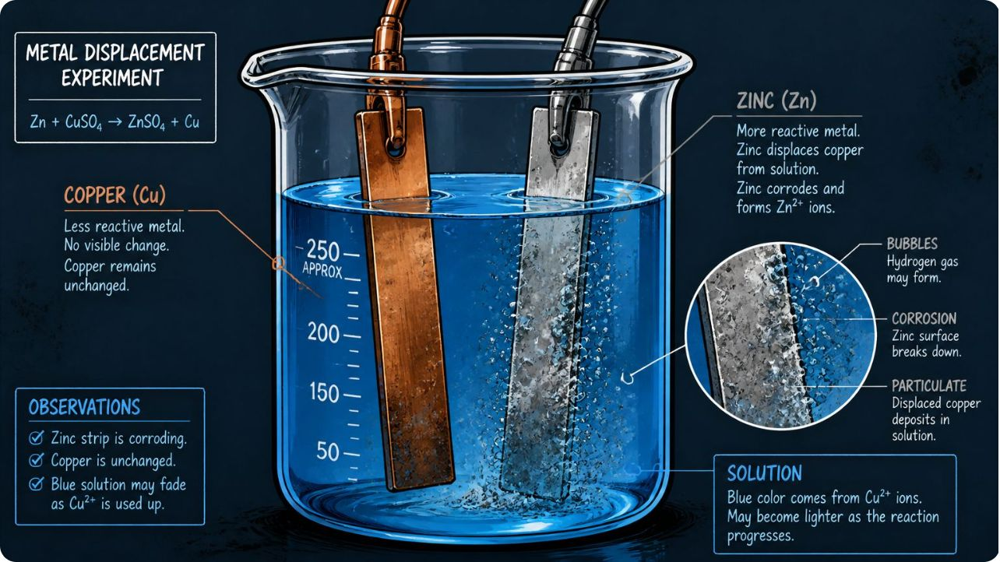 METAL DISPLACEMENT
EXPERIMENT
Zn + CuSO₄ → ZnSO₄ + Cu
COPPER (Cu)
Less reactive metal.
No visible change.
Copper remains
unchanged.
OBSERVATIONS
Zinc strip is corroding.
Copper is unchanged.
Blue solution may fade
as Cu²⁺ is used up.
250
APPROX
200
150
50
ZINC (Zn)
More reactive metal.
Zinc displaces copper
from solution.
Zinc corrodes and
forms Zn²⁺ ions.
BUBBLES
Hydrogen gas
may form.
CORROSION
Zinc surface
breaks down.
PARTICULATE
Displaced copper
deposits in
solution.
SOLUTION
Blue color comes from Cu²⁺ ions.
May become lighter as the reaction
progresses.